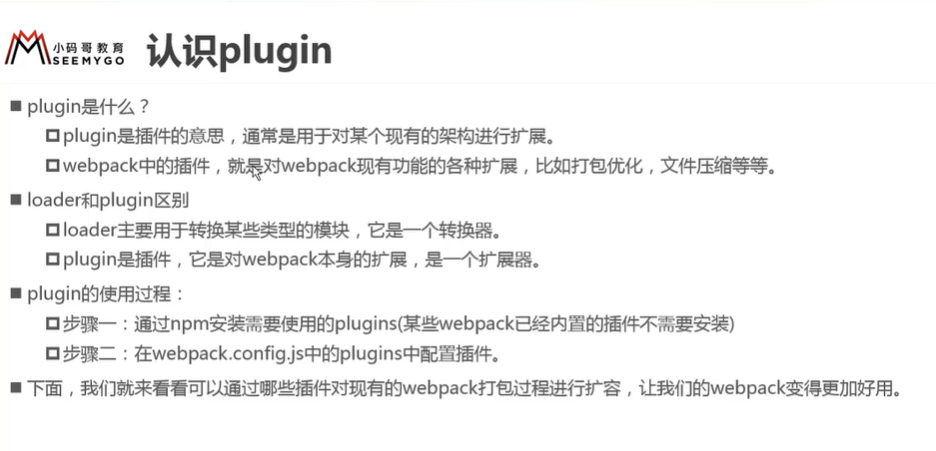 小码哥教育
SEEMYGO
认识plugin
plugin是什么？
plugin是插件的意思，通常是用于对某个现有的架构进行扩展。
webpack中的插件，就是对webpack现有功能的各种扩展，比如打包优化，文件压缩等等。
loader和plugin区别
loader主要用于转换某些类型的模块，它是一个转换器。
plugin是插件，它是对webpack本身的扩展，是一个扩展器。
plugin的使用过程：
步骤一：通过npm安装需要使用的plugins(某些webpack已经内置的插件不需要安装)
步骤二：在webpack.config.js中的plugins中配置插件。
下面，我们就来看看可以通过哪些插件对现有的webpack打包过程进行扩容，让我们的webpack变得更加好用。